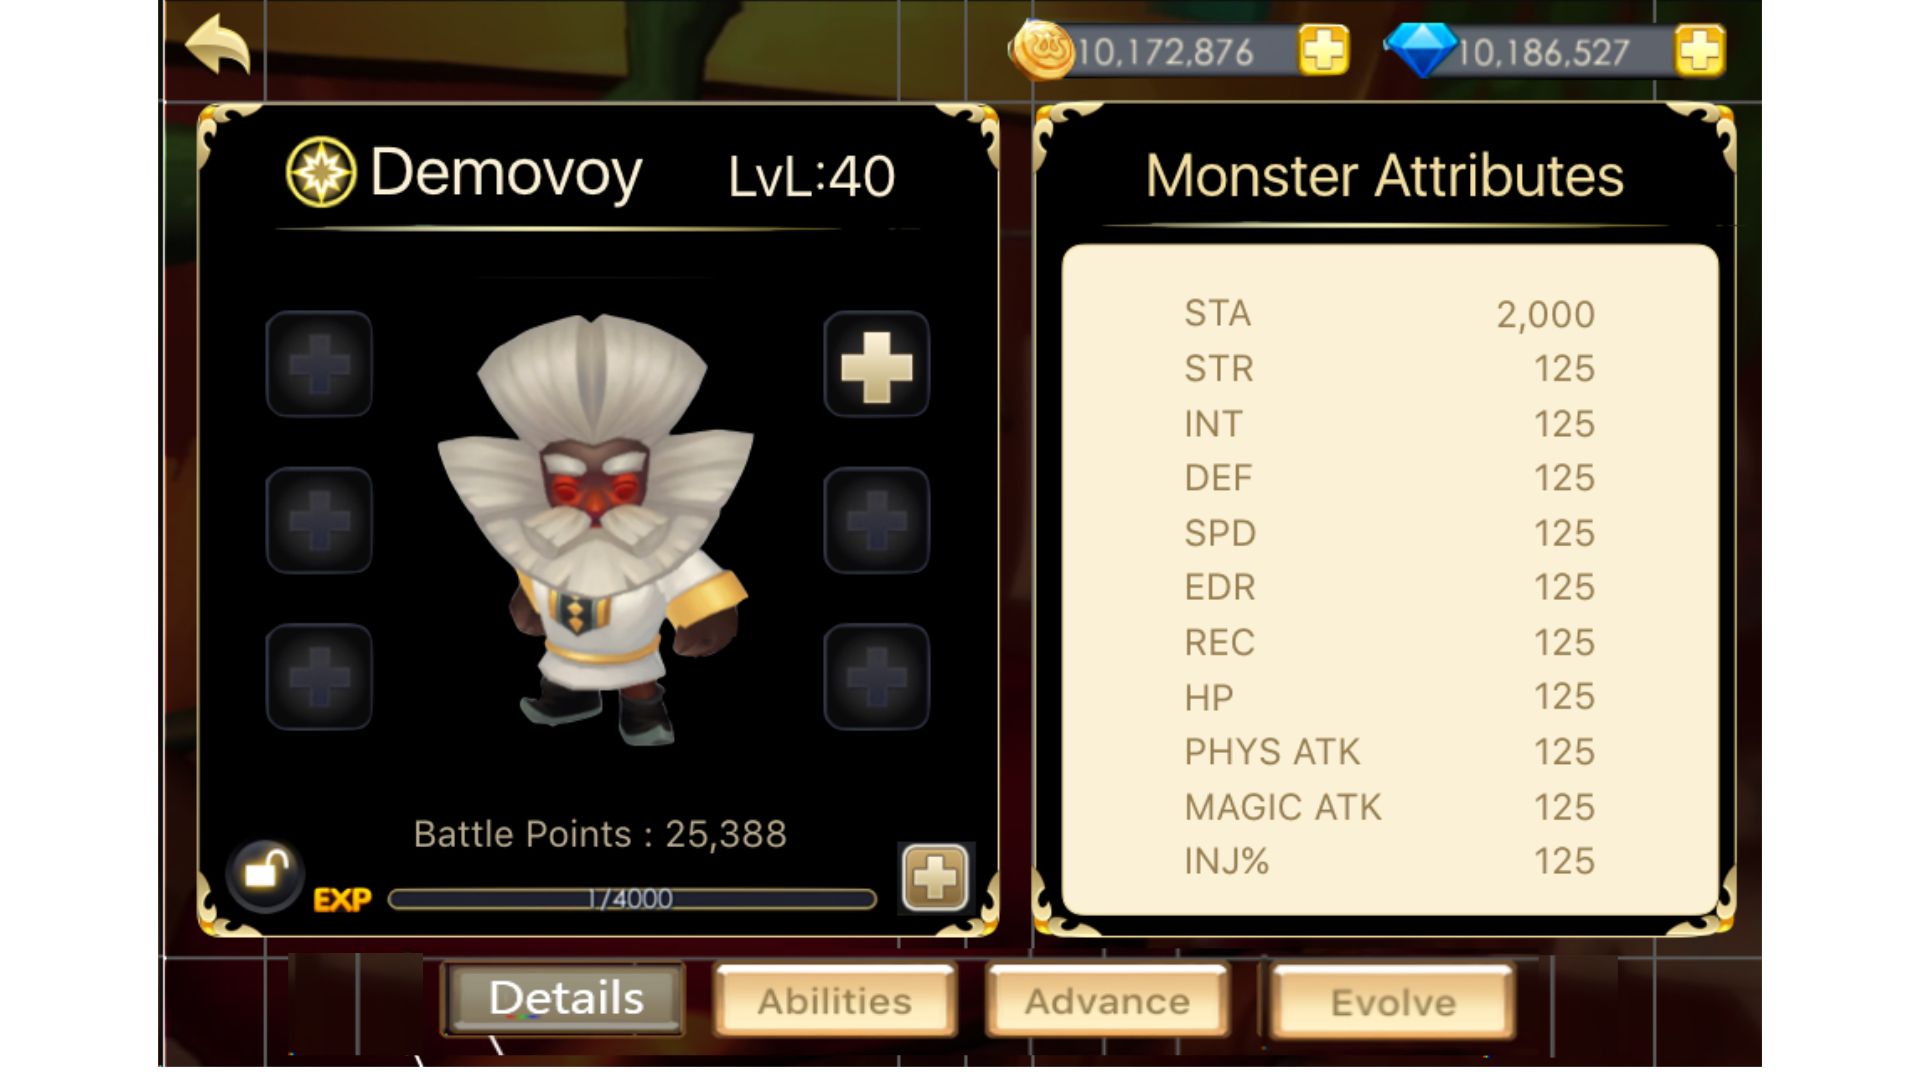 10,172,876 10,186,527
Demovoy LvL:40
Monster Attributes
STA 2,000
STR 125
INT 125
DEF 125
SPD 125
EDR 125
REC 125
HP 125
PHYS ATK 125
MAGIC ATK 125
INJ% 125
Battle Points : 25,388
EXP 1/4000
Details Abilities Advance Evolve